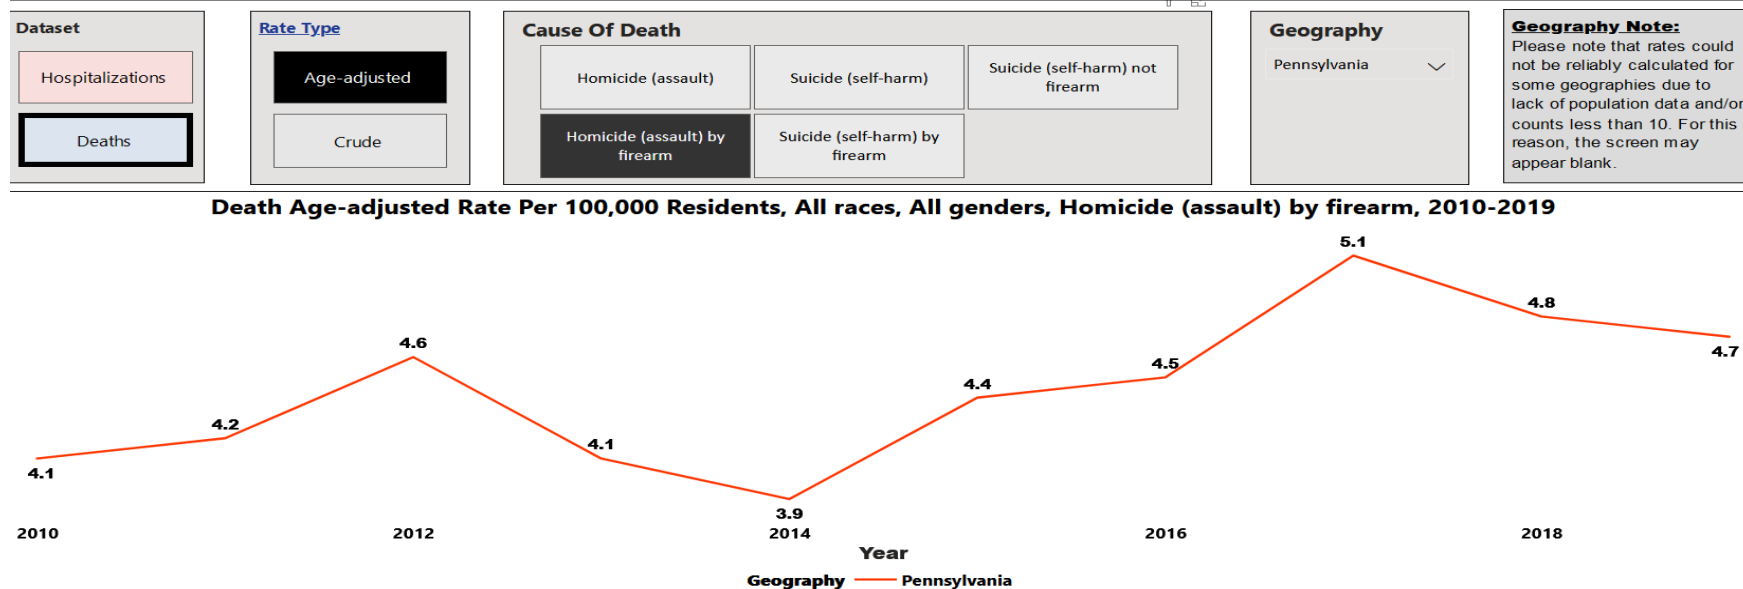 Dataset
Hospitalizations
Deaths
Rate Type
Age-adjusted
Crude
Cause Of Death
Homicide (assault)
Suicide (self-harm)
Suicide (self-harm) not
firearm
Homicide (assault) by
firearm
Suicide (self-harm) by
firearm
Geography
Pennsylvania
Geography Note:
Please note that rates could
not be reliably calculated for
some geographies due to
lack of population data and/or
counts less than 10. For this
reason, the screen may
appear blank.
Death Age-adjusted Rate Per 100,000 Residents, All races, All genders, Homicide (assault) by firearm, 2010-2019
4.1
4.2
4.6
4.1
3.9
4.4
4.5
5.1
4.8
4.7
2010
2012
2014
2016
2018
Year
Geography Pennsylvania